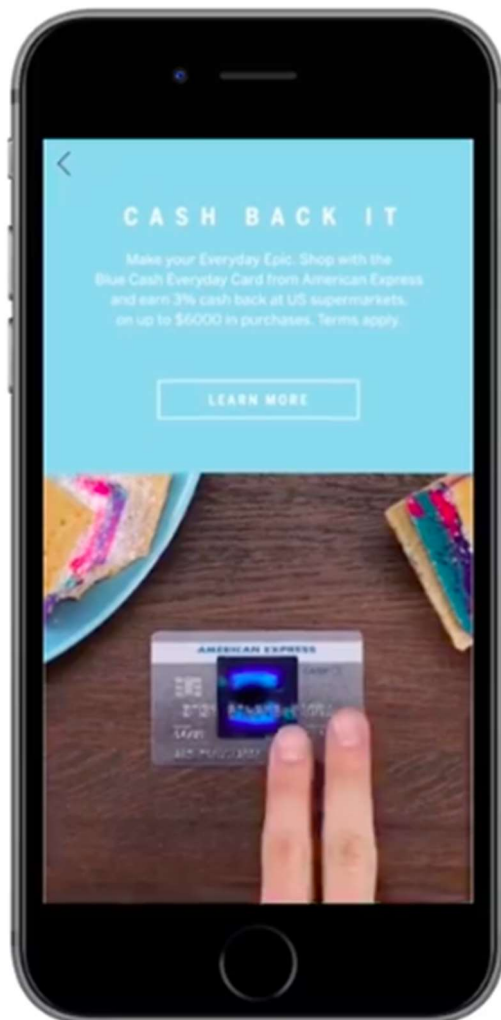 CASH BACK IT
Make your Everyday Epic. Shop with the
Blue Cash Everyday Card from American Express
and earn 3% cash back at US supermarkets,
on up to $6000 in purchases. Terms apply.
LEARN MORE
AMERICAN EXPRESS